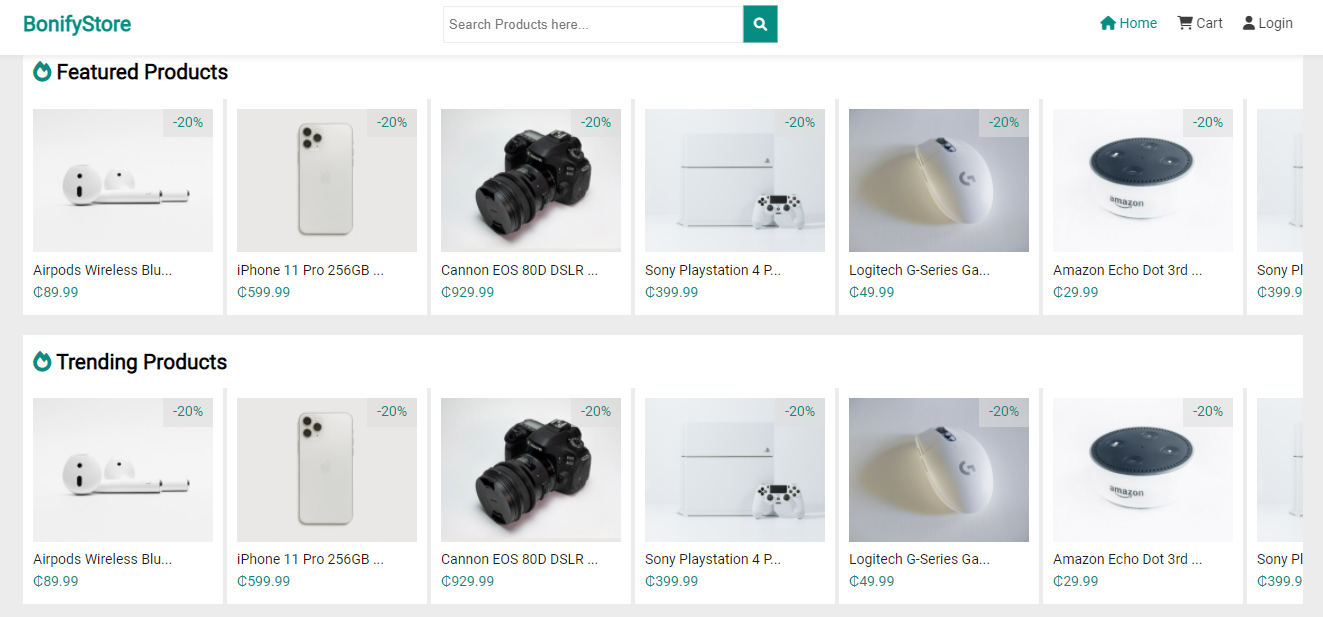 BonifyStore
Search Products here...
Home Cart Login
Featured Products
-20% -20% -20% -20% -20% -20%
amazon
Airpods Wireless Blu... iPhone 11 Pro 256GB ... Cannon EOS 80D DSLR ... Sony Playstation 4 P... Logitech G-Series Ga... Amazon Echo Dot 3rd ... Sony Pl
₵89.99 ₵599.99 ₵929.99 ₵399.99 ₵49.99 ₵29.99 ₵399.9
Trending Products
-20% -20% -20% -20% -20% -20%
amazon
Airpods Wireless Blu... iPhone 11 Pro 256GB ... Cannon EOS 80D DSLR ... Sony Playstation 4 P... Logitech G-Series Ga... Amazon Echo Dot 3rd ... Sony Pl
₵89.99 ₵599.99 ₵929.99 ₵399.99 ₵49.99 ₵29.99 ₵399.9